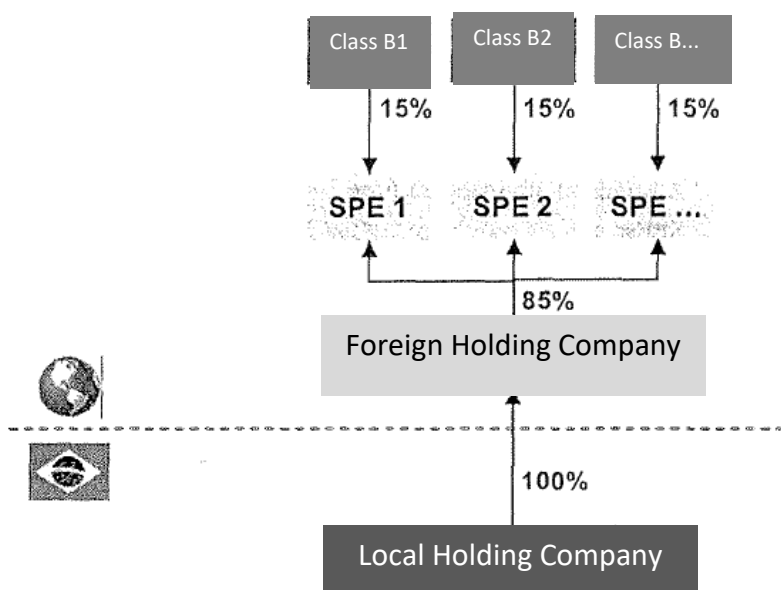 Class B1
Class B2
Class B...
15%
15%
15%
SPE 1
SPE 2
SPE ...
85%
Foreign Holding Company
100%
Local Holding Company